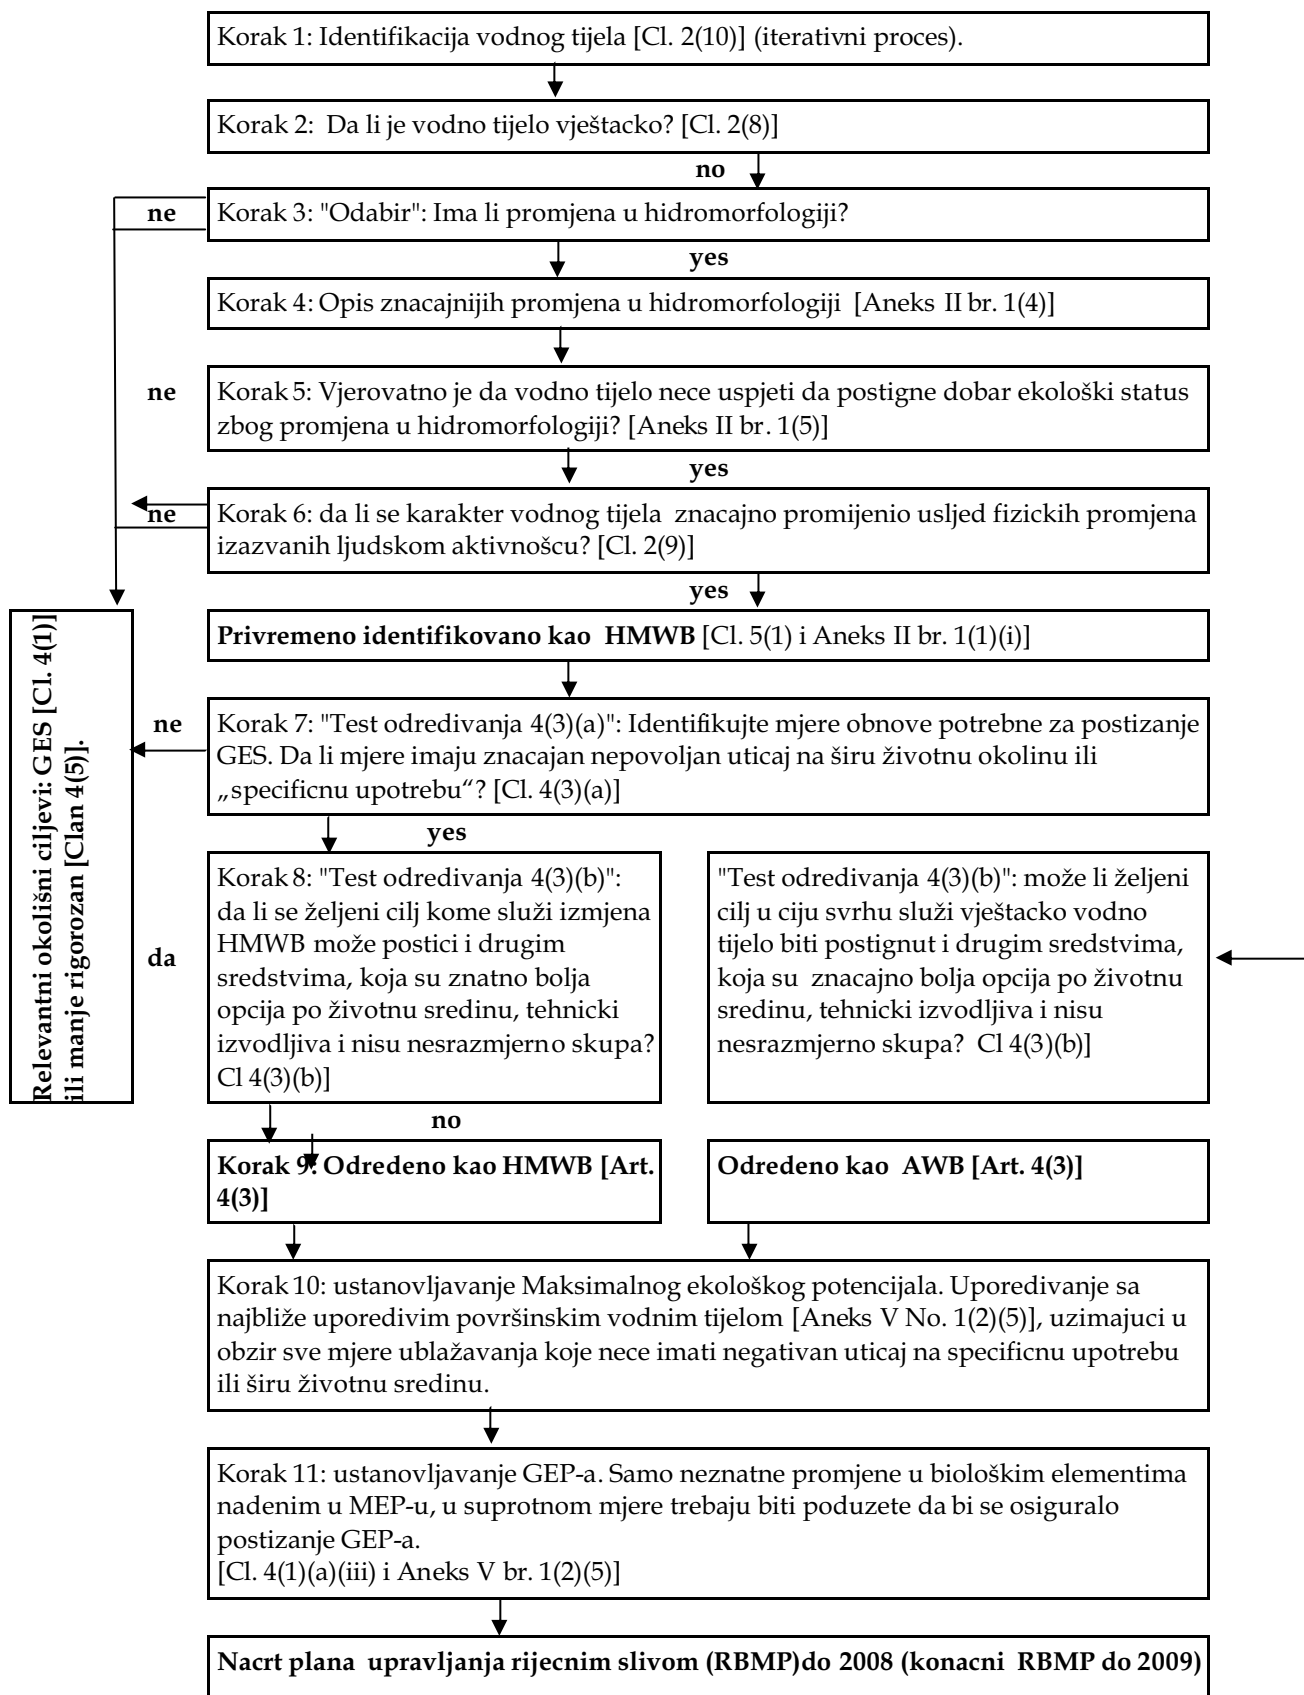 Korak 1: Identifikacija vodnog tijela [Cl. 2(10)] (iterativni proces).
Korak 2: Da li je vodno tijelo vještacko? [Cl. 2(8)]
no
ne
Korak 3: "Odabir": Ima li promjena u hidromorfologiji?
yes
Korak 4: Opis znacajnijih promjena u hidromorfologiji [Aneks II br. 1(4)]
ne
Korak 5: Vjerovatno je da vodno tijelo nece uspjeti da postigne dobar ekološki status
zbog promjena u hidromorfologiji? [Aneks II br. 1(5)]
yes
ne
Korak 6: da li se karakter vodnog tijela znacajno promijenio usljed fizickih promjena
izazvanih ljudskom aktivnošcu? [Cl. 2(9)]
yes
Relevantni okolišni ciljevi: GES [Cl. 4(1)]
ili manje rigorozan [Clan 4(5)].
Privremeno identifikovano kao HMWB [Cl. 5(1) i Aneks II br. 1(1)(i)]
ne
Korak 7: "Test odredivanja 4(3)(a)": Identifikujte mjere obnove potrebne za postizanje
GES. Da li mjere imaju znacajan nepovoljan uticaj na širu životnu okolinu ili
„specificnu upotrebu“? [Cl. 4(3)(a)]
yes
da
Korak 8: "Test odredivanja 4(3)(b)":
da li se željeni cilj kome služi izmjena
HMWB može postici i drugim
sredstvima, koja su znatno bolja
opcija po životnu sredinu, tehnicki
izvodljiva i nisu nesrazmjerno skupa?
Cl 4(3)(b)]
"Test odredivanja 4(3)(b)": može li željeni
cilj u ciju svrhu služi vještacko vodno
tijelo biti postignut i drugim sredstvima,
koja su znacajno bolja opcija po životnu
sredinu, tehnicki izvodljiva i nisu
nesrazmjerno skupa? Cl 4(3)(b)]
no
Korak 9: Odredeno kao HMWB [Art.
4(3)]
Odredeno kao AWB [Art. 4(3)]
Korak 10: ustanovljavanje Maksimalnog ekološkog potencijala. Uporedivanje sa
najbliže uporedivim površinskim vodnim tijelom [Aneks V No. 1(2)(5)], uzimajuci u
obzir sve mjere ublažavanja koje nece imati negativan uticaj na specificnu upotrebu
ili širu životnu sredinu.
Korak 11: ustanovljavanje GEP-a. Samo neznatne promjene u biološkim elementima
nadenim u MEP-u, u suprotnom mjere trebaju biti poduzete da bi se osiguralo
postizanje GEP-a.
[Cl. 4(1)(a)(iii) i Aneks V br. 1(2)(5)]
Nacrt plana upravljanja rijecnim slivom (RBMP)do 2008 (konacni RBMP do 2009)